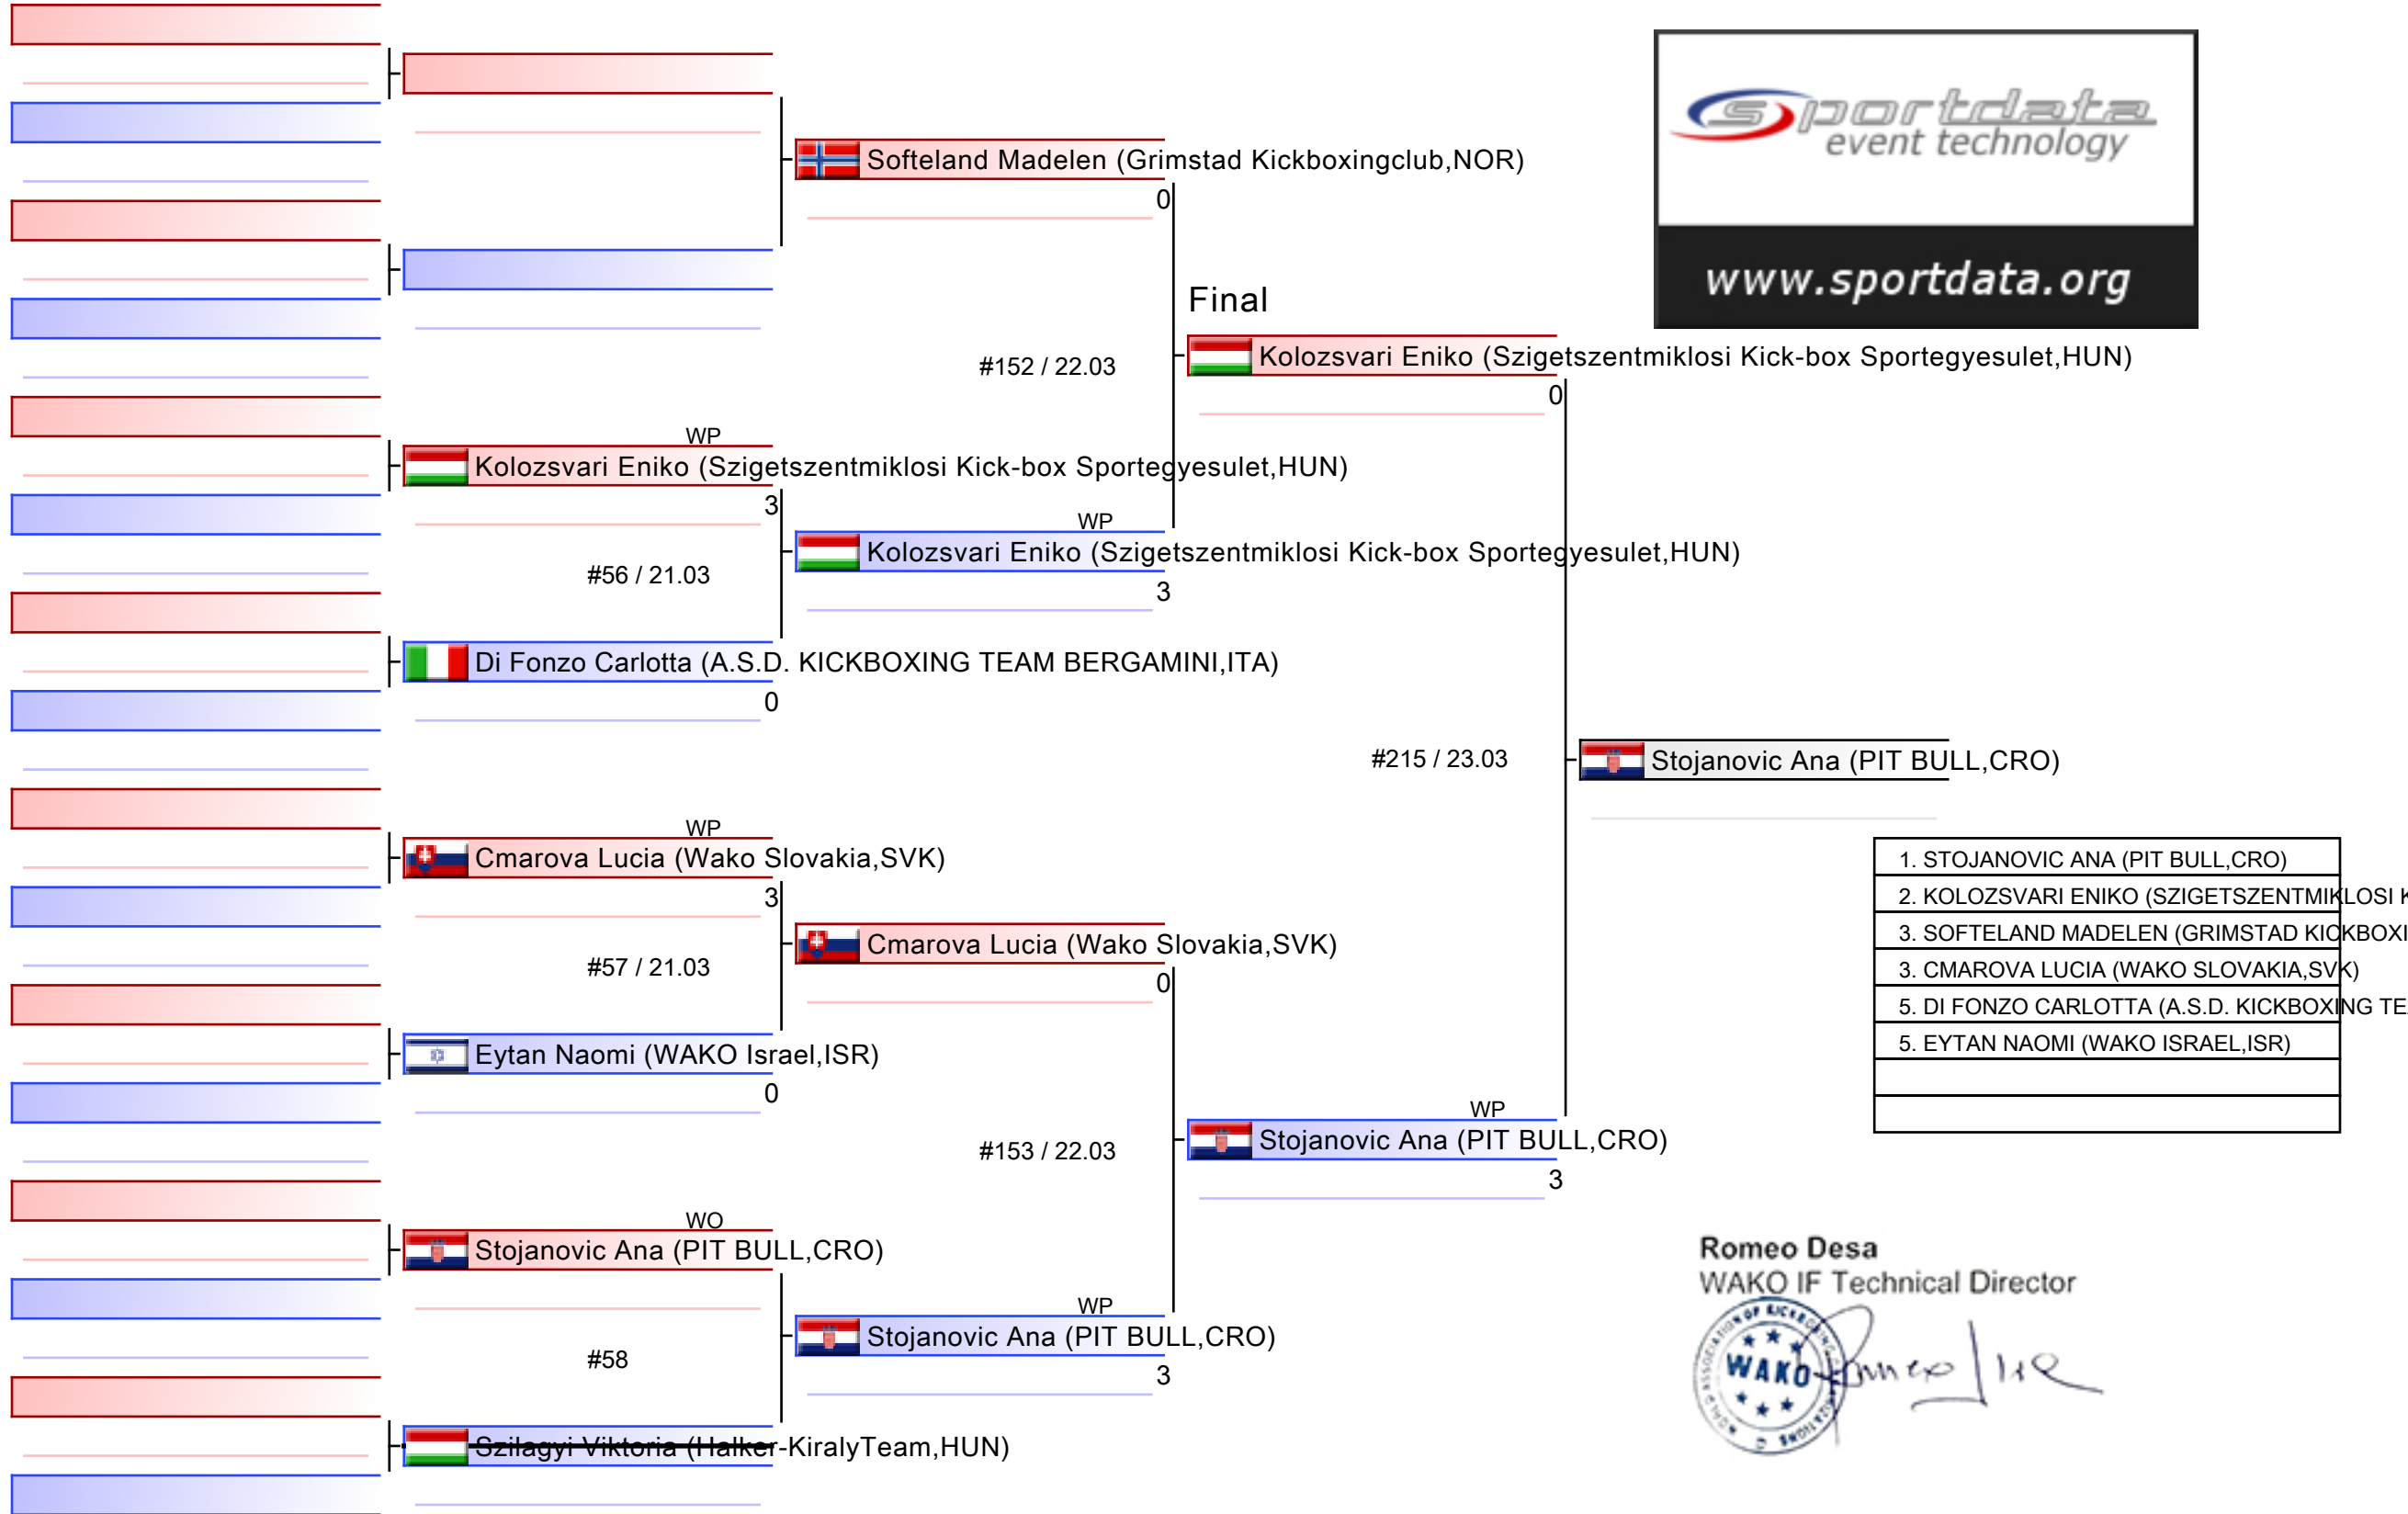 sportdata
event technology
www.sportdata.org
Softeland Madelen (Grimstad Kickboxingclub,NOR)
0
Final
#152 / 22.03
Kolozsvari Eniko (Szigetszentmiklosi Kick-box Sportegyesulet,HUN)
0
WP
Kolozsvari Eniko (Szigetszentmiklosi Kick-box Sportegyesulet,HUN)
3
WP
#56 / 21.03
Kolozsvari Eniko (Szigetszentmiklosi Kick-box Sportegyesulet,HUN)
3
Di Fonzo Carlotta (A.S.D. KICKBOXING TEAM BERGAMINI,ITA)
0
#215 / 23.03
Stojanovic Ana (PIT BULL,CRO)
WP
Cmarova Lucia (Wako Slovakia,SVK)
3
#57 / 21.03
Cmarova Lucia (Wako Slovakia,SVK)
0
Eytan Naomi (WAKO Israel,ISR)
0
1. STOJANOVIC ANA (PIT BULL,CRO)
2. KOLOZSVARI ENIKO (SZIGETSZENTMIKLOSI K
3. SOFTELAND MADELEN (GRIMSTAD KICKBOXI
3. CMAROVA LUCIA (WAKO SLOVAKIA,SVK)
5. DI FONZO CARLOTTA (A.S.D. KICKBOXING TE
5. EYTAN NAOMI (WAKO ISRAEL,ISR)
#153 / 22.03
WP
Stojanovic Ana (PIT BULL,CRO)
3
WO
Stojanovic Ana (PIT BULL,CRO)
#58
WP
Stojanovic Ana (PIT BULL,CRO)
3
Szilagyi Viktoria (Halker-KiralyTeam,HUN)
Romeo Desa
WAKO IF Technical Director
WAKO